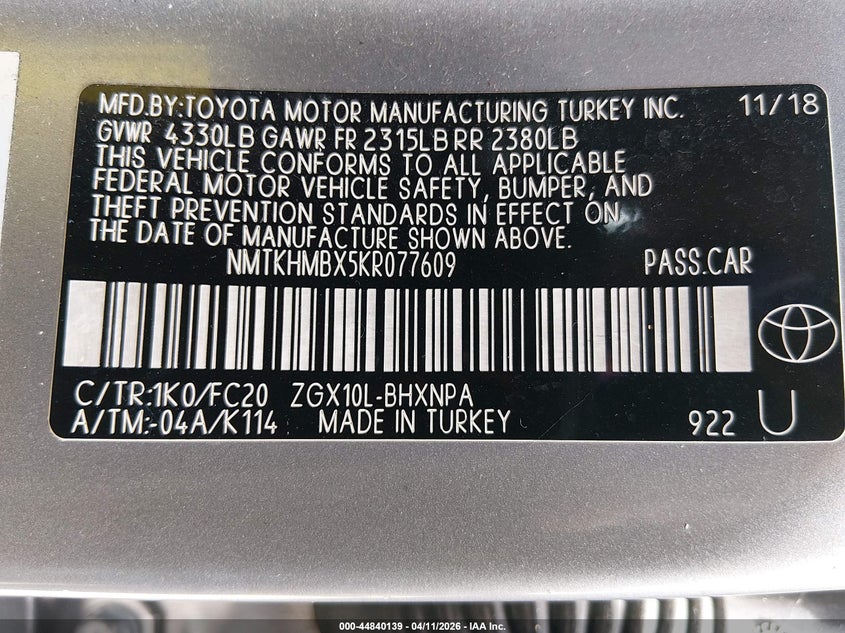 MFD.BY:TOYOTA MOTOR MANUFACTURING TURKEY INC. 11/18
GVWR 4330LB GAWR FR 2315LB RR 2380LB
THIS VEHICLE CONFORMS TO ALL APPLICABLE
FEDERAL MOTOR VEHICLE SAFETY, BUMPER, AND
THEFT PREVENTION STANDARDS IN EFFECT ON
THE DATE OF MANUFACTURE SHOWN ABOVE.
NMTKHMBX5KR077609 PASS.CAR
C/TR:1K0/FC20 ZGX10L-BHXNPA
A/TM:-04A/K114 MADE IN TURKEY 922 U
000-44840139 - 04/11/2026 - IAA Inc.